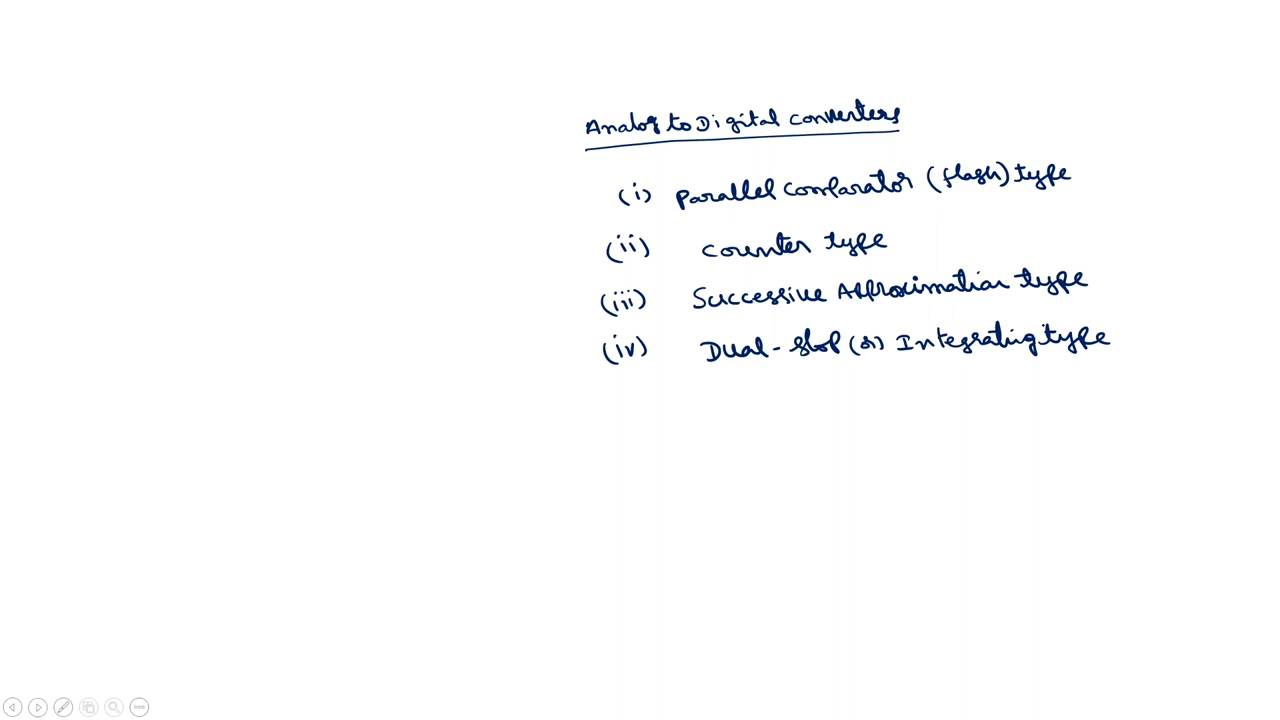 Analog to Digital converters
(i) parallel comparator (flash) type
(ii) counter type
(iii) Successive Approximation type
(iv) Dual-slop (or) Integrating type